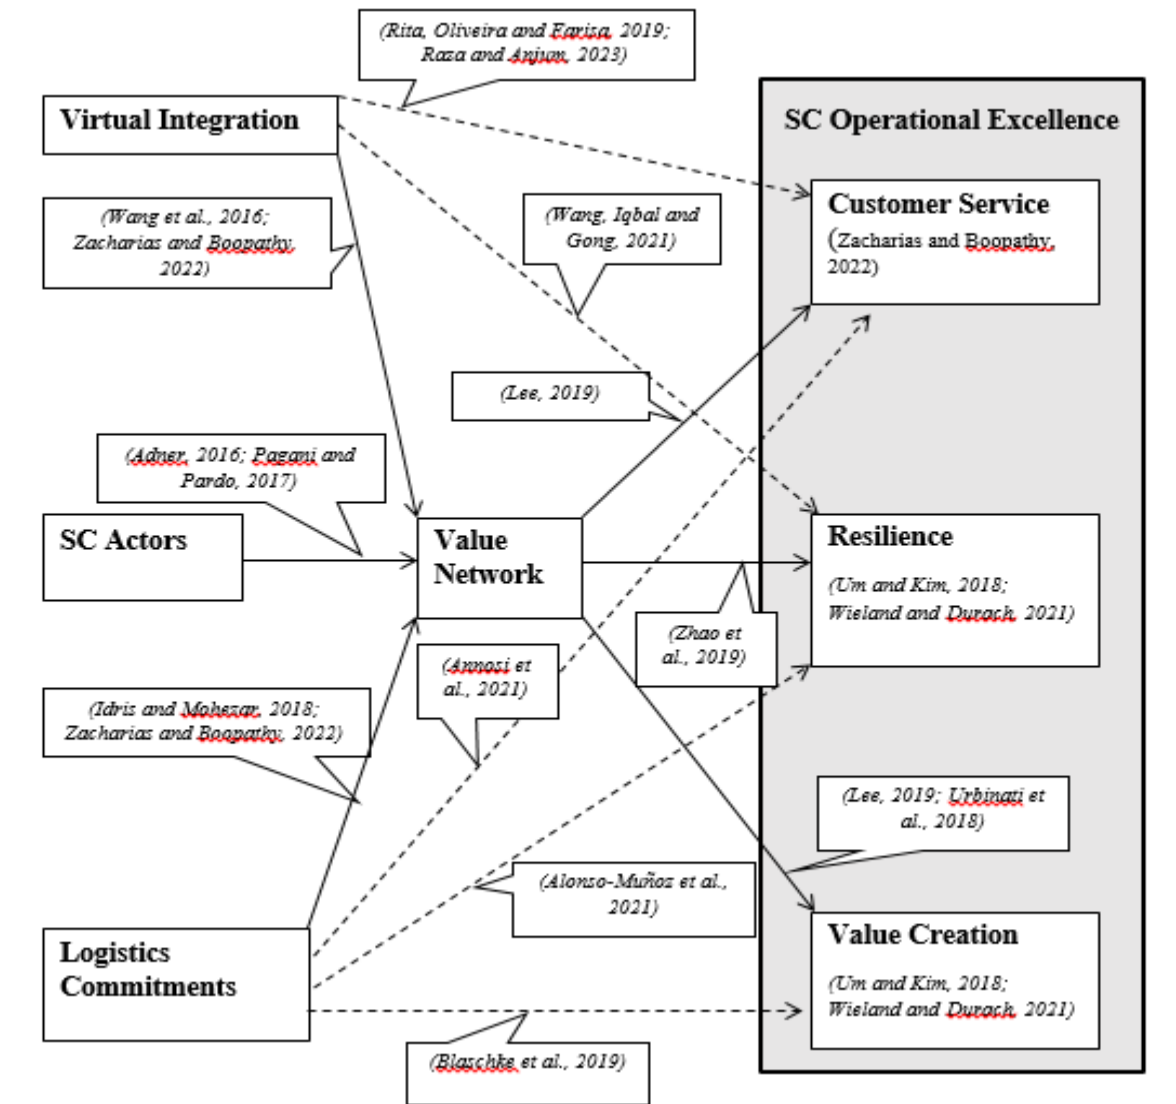 (Rita, Oliveira and Farisa, 2019;
Raza and Anjum, 2023)
Virtual Integration
SC Operational Excellence
Customer Service
(Zacharias and Boopathy,
2022)
(Wang et al., 2016;
Zacharias and Boopathy,
2022)
(Wang, Iqbal and
Gong, 2021)
(Lee, 2019)
(Adner, 2016; Pagani and
Pardo, 2017)
SC Actors
Value
Network
Resilience
(Um and Kim, 2018;
Wieland and Durach, 2021)
(Zhao et
al., 2019)
(Annosi et
al., 2021)
(Idris and Mohezar, 2018;
Zacharias and Boopathy, 2022)
(Lee, 2019; Urbinati et
al., 2018)
(Alonso-Muñoz et al.,
2021)
Logistics
Commitments
Value Creation
(Um and Kim, 2018;
Wieland and Durach, 2021)
(Blaschke et al., 2019)